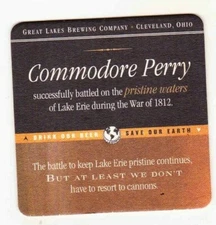 GREAT LAKES BREWING COMPANY - CLEVELAND, OHIO
Commodore Perry
successfully battled on the pristine waters
of Lake Erie during the War of 1812.
DRINK OUR BEER SAVE OUR EARTH
The battle to keep Lake Erie pristine continues,
BUT AT LEAST WE DON'T
have to resort to cannons.